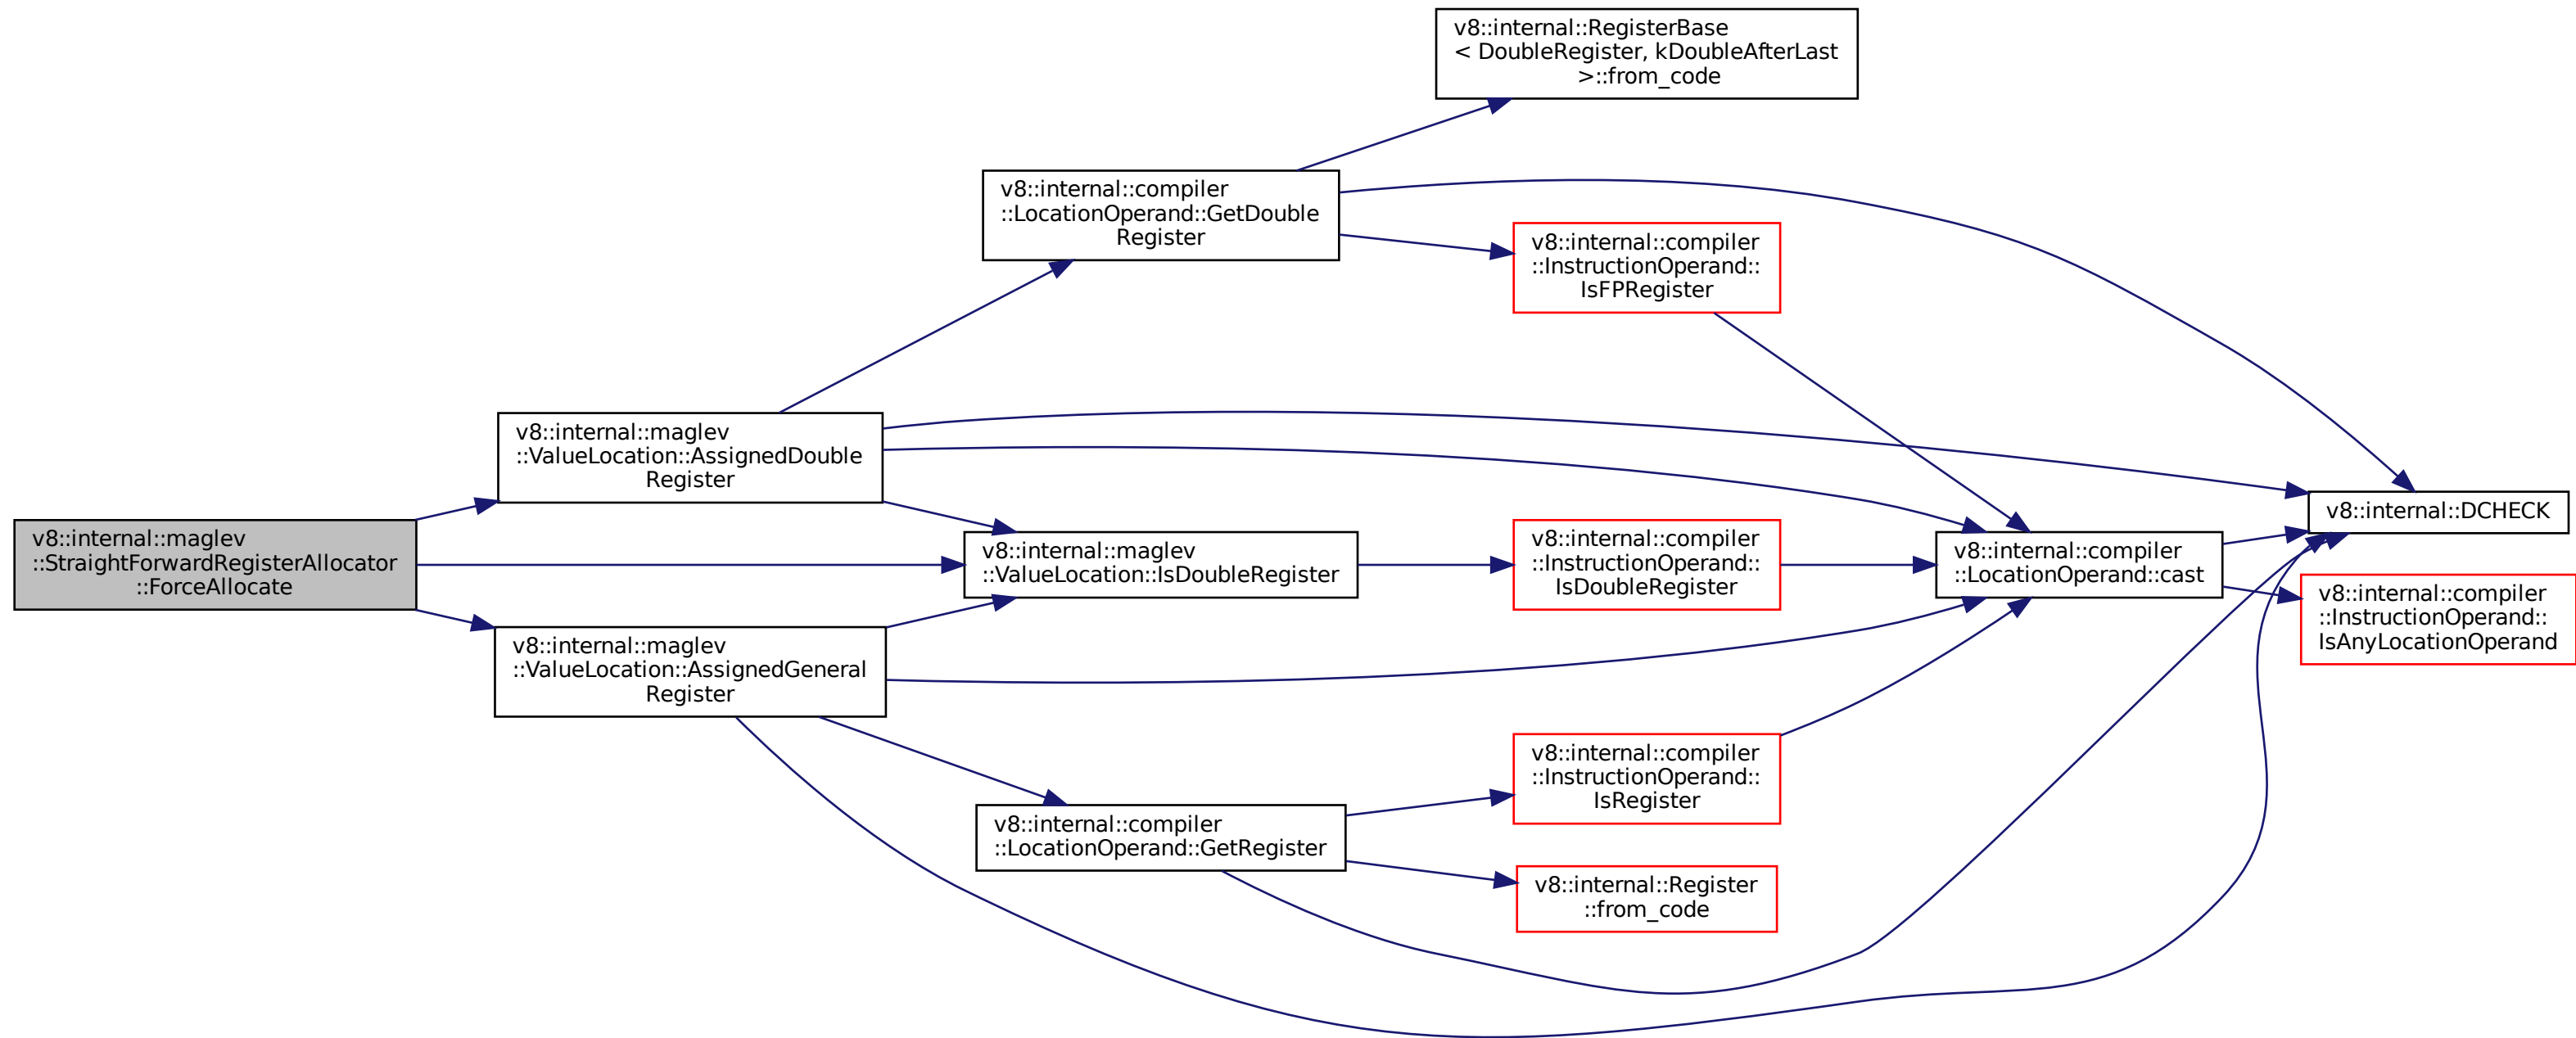 v8::internal::maglev
::StraightForwardRegisterAllocator
::ForceAllocate
v8::internal::maglev
::ValueLocation::AssignedDouble
Register
v8::internal::maglev
::ValueLocation::AssignedGeneral
Register
v8::internal::compiler
::LocationOperand::GetDouble
Register
v8::internal::maglev
::ValueLocation::IsDoubleRegister
v8::internal::compiler
::LocationOperand::GetRegister
v8::internal::RegisterBase
< DoubleRegister, kDoubleAfterLast
>::from_code
v8::internal::compiler
::InstructionOperand::
IsFPRegister
v8::internal::compiler
::InstructionOperand::
IsDoubleRegister
v8::internal::compiler
::InstructionOperand::
IsRegister
v8::internal::Register
::from_code
v8::internal::compiler
::LocationOperand::cast
v8::internal::DCHECK
v8::internal::compiler
::InstructionOperand::
IsAnyLocationOperand